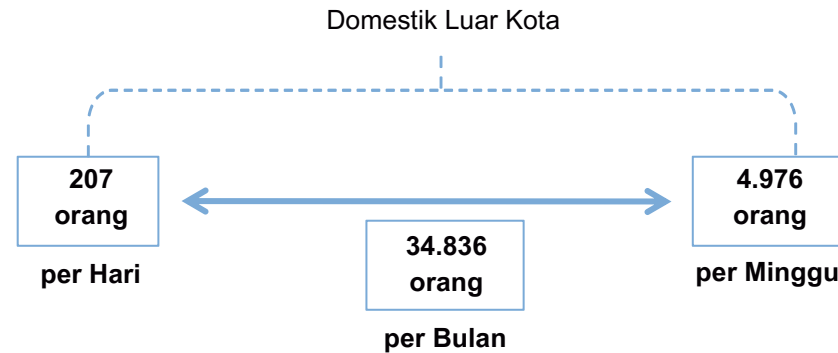 Domestik Luar Kota
207
orang
per Hari
34.836
orang
per Bulan
4.976
orang
per Minggu